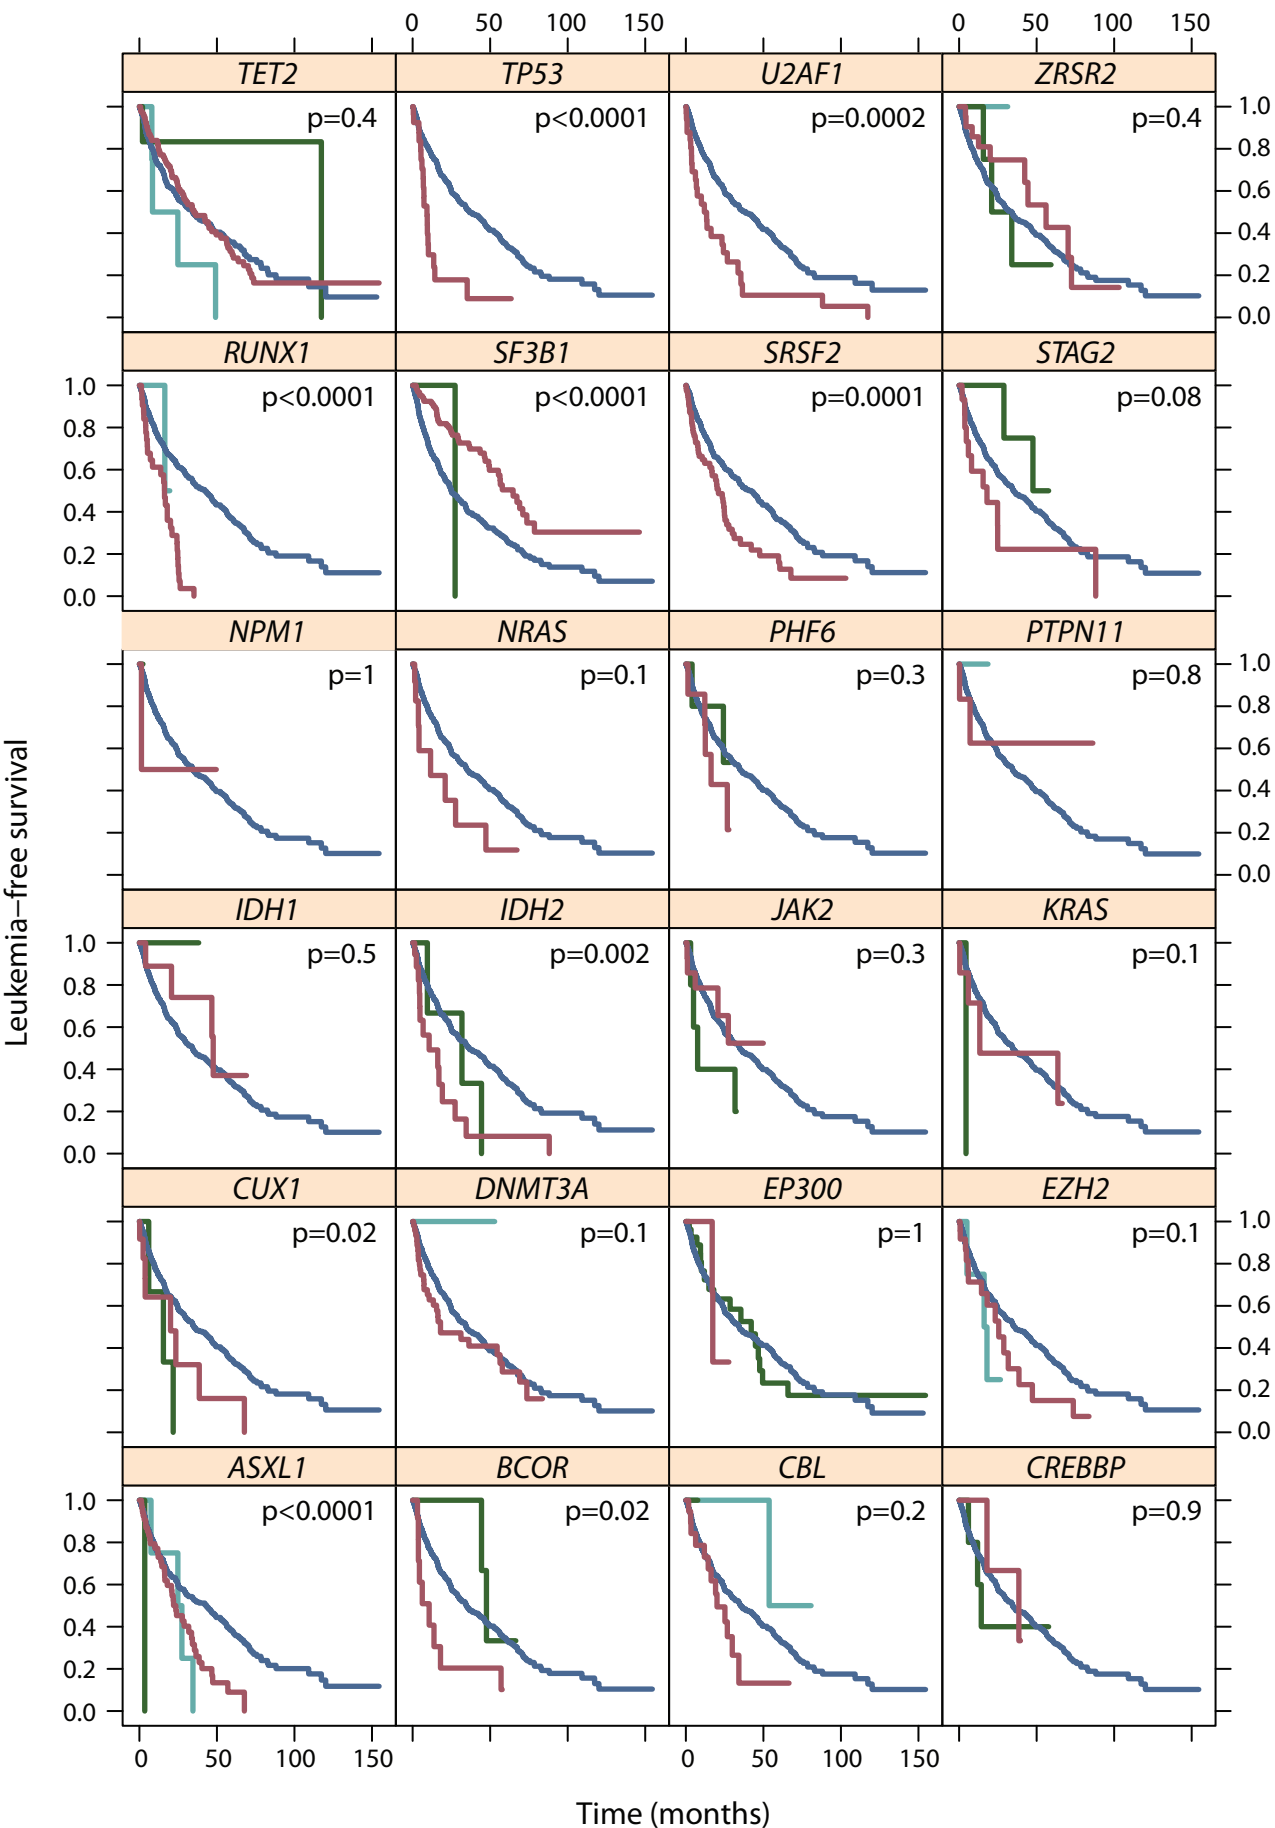 0 50 100 150 0 50 100 150
TET2 TP53 U2AF1 ZRSR2
p=0.4 p<0.0001 p=0.0002 p=0.4
1.0
0.8
0.6
0.4
0.2
0.0
RUNX1 SF3B1 SRSF2 STAG2
p<0.0001 p<0.0001 p=0.0001 p=0.08
1.0
0.8
0.6
0.4
0.2
0.0
NPM1 NRAS PHF6 PTPN11
p=1 p=0.1 p=0.3 p=0.8
1.0
0.8
0.6
0.4
0.2
0.0
Leukemia–free survival
IDH1 IDH2 JAK2 KRAS
p=0.5 p=0.002 p=0.3 p=0.1
1.0
0.8
0.6
0.4
0.2
0.0
CUX1 DNMT3A EP300 EZH2
p=0.02 p=0.1 p=1 p=0.1
1.0
0.8
0.6
0.4
0.2
0.0
ASXL1 BCOR CBL CREBBP
p<0.0001 p=0.02 p=0.2 p=0.9
1.0
0.8
0.6
0.4
0.2
0.0
0 50 100 150 0 50 100 150
Time (months)